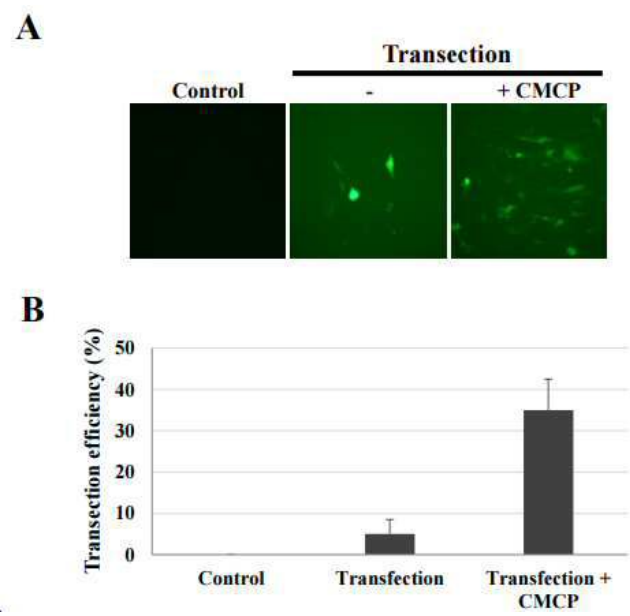 A
Transection
Control
-
+ CMCP
B
Transection efficiency (%)
50
40
30
20
10
0
Control
Transfection
Transfection +
CMCP